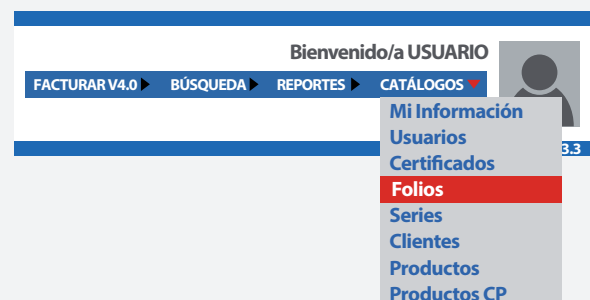 Bienvenido/a USUARIO
FACTURAR V4.0 BÚSQUEDA REPORTES CATÁLOGOS
Mi Información
Usuarios
3.3
Certificados
Folios
Series
Clientes
Productos
Productos CP